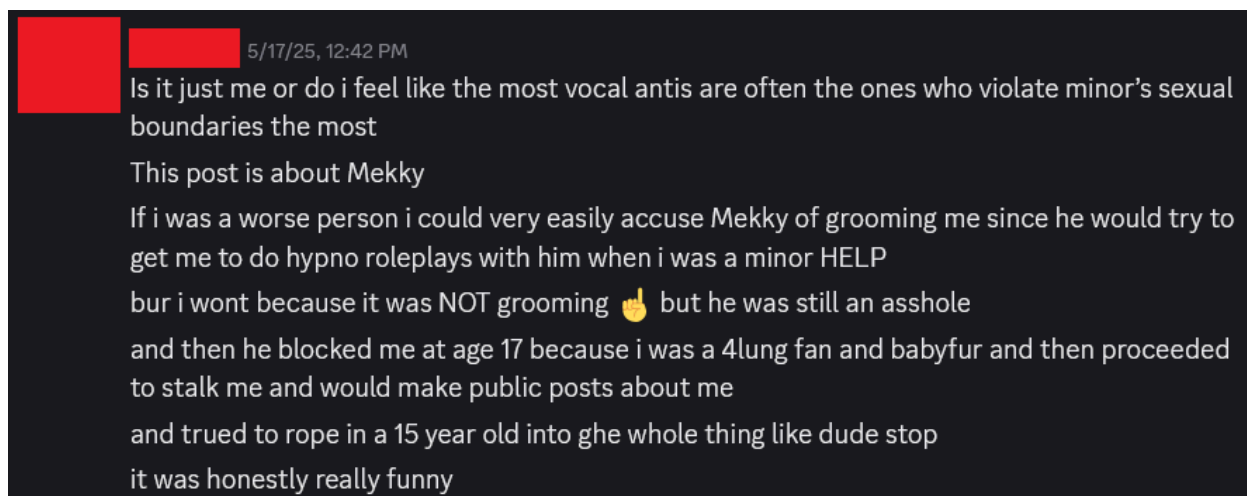 5/17/25, 12:42 PM
Is it just me or do i feel like the most vocal antis are often the ones who violate minor’s sexual
boundaries the most
This post is about Mekky
If i was a worse person i could very easily accuse Mekky of grooming me since he would try to
get me to do hypno roleplays with him when i was a minor HELP
bur i wont because it was NOT grooming ☝️ but he was still an asshole
and then he blocked me at age 17 because i was a 4lung fan and babyfur and then proceeded
to stalk me and would make public posts about me
and trued to rope in a 15 year old into ghe whole thing like dude stop
it was honestly really funny